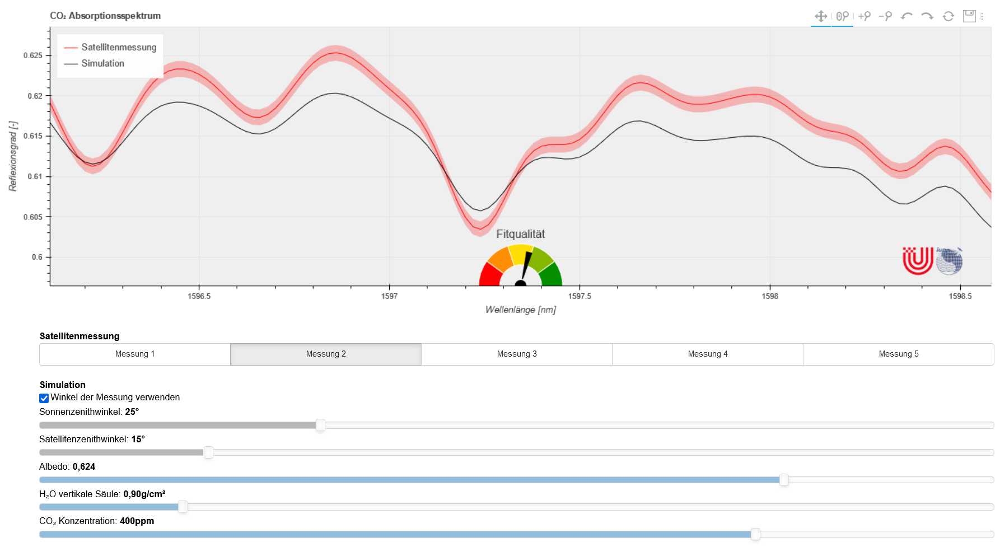 CO₂ Absorptionsspektrum
Satellitenmessung
Simulation
0.625
0.62
0.615
0.61
0.605
0.6
Reflexionsgrad [-]
Fitqualität
iup
1596.5
1597
1597.5
1598
1598.5
Wellenlänge [nm]
Satellitenmessung
Messung 1
Messung 2
Messung 3
Messung 4
Messung 5
Simulation
Winkel der Messung verwenden
Sonnenzenithwinkel: 25°
Satellitenzenithwinkel: 15°
Albedo: 0,624
H₂O vertikale Säule: 0,90g/cm²
CO₂ Konzentration: 400ppm